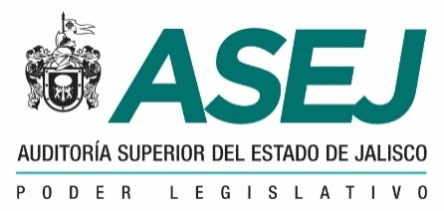 ASEJ
AUDITORÍA SUPERIOR DEL ESTADO DE JALISCO
PODER LEGISLATIVO